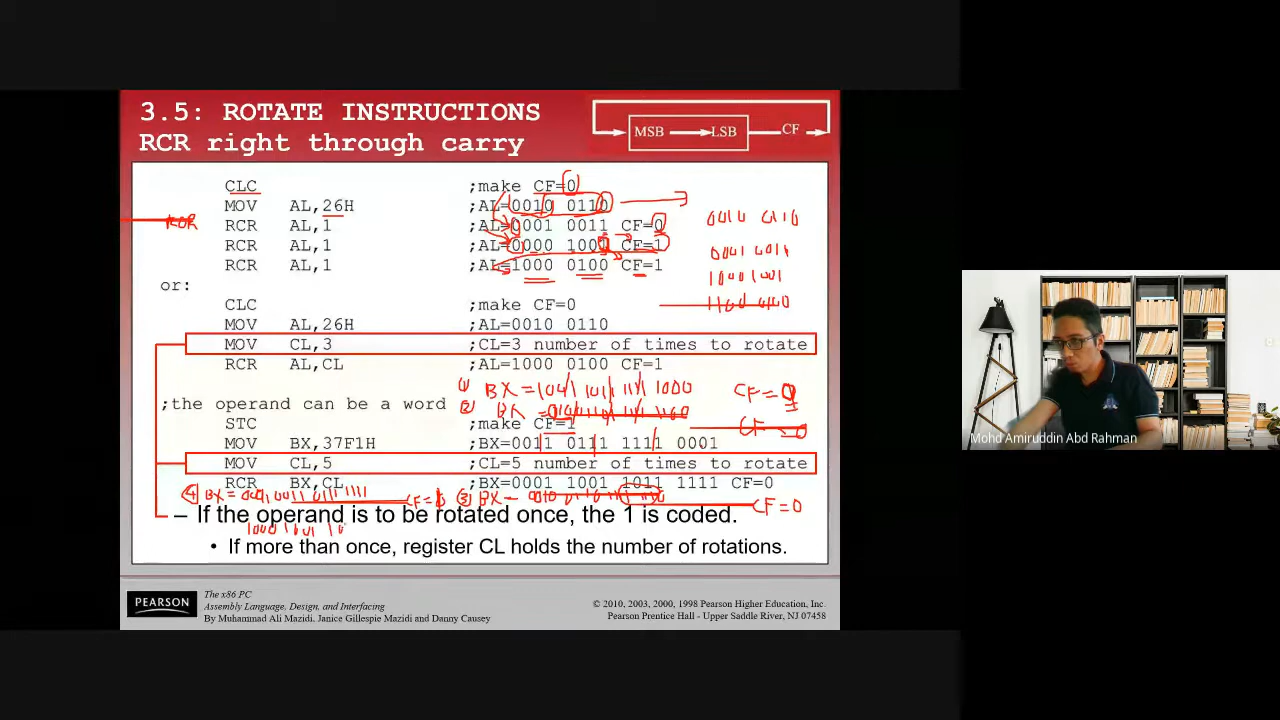 3.5: ROTATE INSTRUCTIONS
RCR right through carry
MSB LSB CF
CLC ;make CF=0
MOV AL,26H ;AL=0010 0110
RCR AL,1 ;AL=0001 0011 CF=0
RCR AL,1 ;AL=0000 1001 CF=1
RCR AL,1 ;AL=1000 0100 CF=1
or:
CLC ;make CF=0
MOV AL,26H ;AL=0010 0110
MOV CL,3 ;CL=3 number of times to rotate
RCR AL,CL ;AL=1000 0100 CF=1
;the operand can be a word
STC ;make CF=1
MOV BX,37F1H ;BX=0011 0111 1111 0001
MOV CL,5 ;CL=5 number of times to rotate
RCR BX,CL ;BX=0001 1001 1011 1111 CF=0
CF=0
– If the operand is to be rotated once, the 1 is coded.
• If more than once, register CL holds the number of rotations.
PEARSON
The x86 PC
Assembly Language, Design, and Interfacing
By Muhammad Ali Mazidi, Janice Gillespie Mazidi and Danny Causey
© 2010, 2003, 2000, 1998 Pearson Higher Education, Inc.
Pearson Prentice Hall - Upper Saddle River, NJ 07458
Mohd Amiruddin Abd Rahman